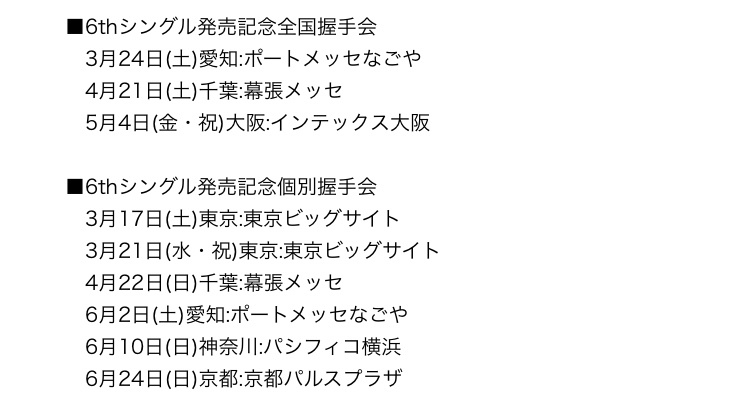 ■6thシングル発売記念全国握手会
3月24日(土)愛知:ポートメッセなごや
4月21日(土)千葉:幕張メッセ
5月4日(金・祝)大阪:インテックス大阪
■6thシングル発売記念個別握手会
3月17日(土)東京:東京ビッグサイト
3月21日(水・祝)東京:東京ビッグサイト
4月22日(日)千葉:幕張メッセ
6月2日(土)愛知:ポートメッセなごや
6月10日(日)神奈川:パシフィコ横浜
6月24日(日)京都:京都パルスプラザ